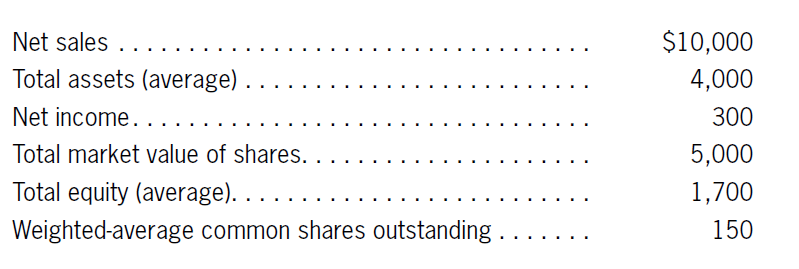 Net sales . . . . . . . . . . . . . . . . . . . . . . . . . . . . . . . . . . $10,000
Total assets (average) . . . . . . . . . . . . . . . . . . . . . . . . . 4,000
Net income. . . . . . . . . . . . . . . . . . . . . . . . . . . . . . . . . 300
Total market value of shares. . . . . . . . . . . . . . . . . . . . . 5,000
Total equity (average). . . . . . . . . . . . . . . . . . . . . . . . . . 1,700
Weighted-average common shares outstanding . . . . . . . 150